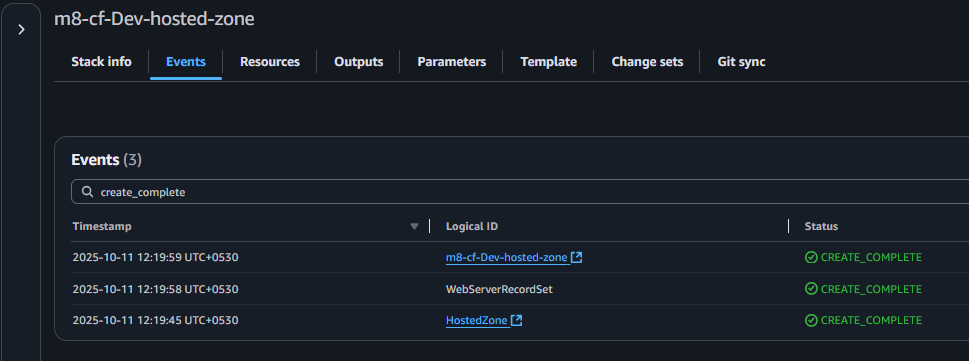 m8-cf-Dev-hosted-zone
Stack info Events Resources Outputs Parameters Template Change sets Git sync
Events (3)
create_complete
Timestamp Logical ID Status
2025-10-11 12:19:59 UTC+0530 m8-cf-Dev-hosted-zone CREATE_COMPLETE
2025-10-11 12:19:58 UTC+0530 WebServerRecordSet CREATE_COMPLETE
2025-10-11 12:19:45 UTC+0530 HostedZone CREATE_COMPLETE